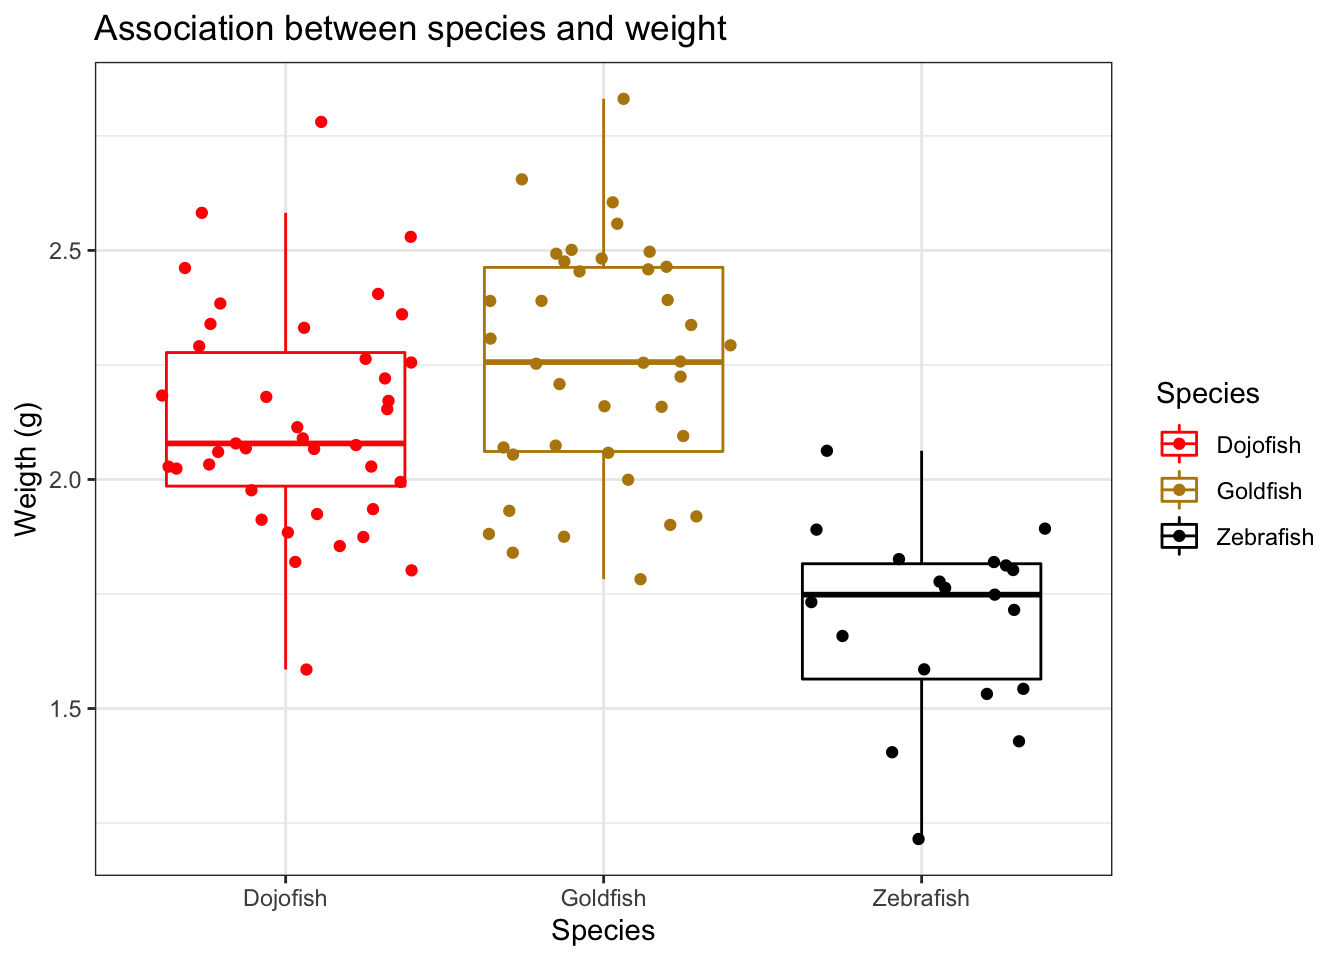 Association between species and weight
2.5
2.0
1.5
Weigth (g)
Dojofish
Goldfish
Zebrafish
Species
Species
Dojofish
Goldfish
Zebrafish